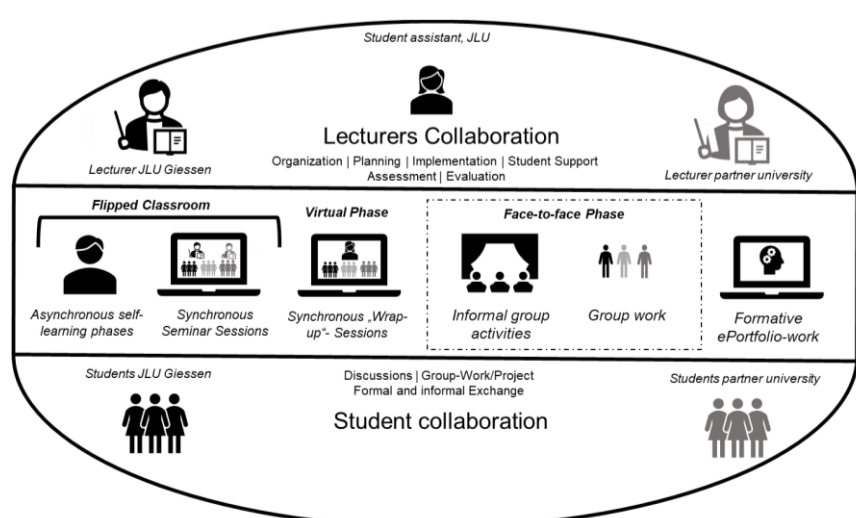 Student assistant, JLU
Lecturers Collaboration
Organization | Planning | Implementation | Student Support
Assessment | Evaluation
Lecturer JLU Giessen
Lecturer partner university
Flipped Classroom
Virtual Phase
Face-to-face Phase
Asynchronous self-
learning phases
Synchronous
Seminar Sessions
Synchronous „Wrap-
up“- Sessions
Informal group
activities
Group work
Formative
ePortfolio-work
Students JLU Giessen
Discussions | Group-Work/Project
Formal and informal Exchange
Students partner university
Student collaboration